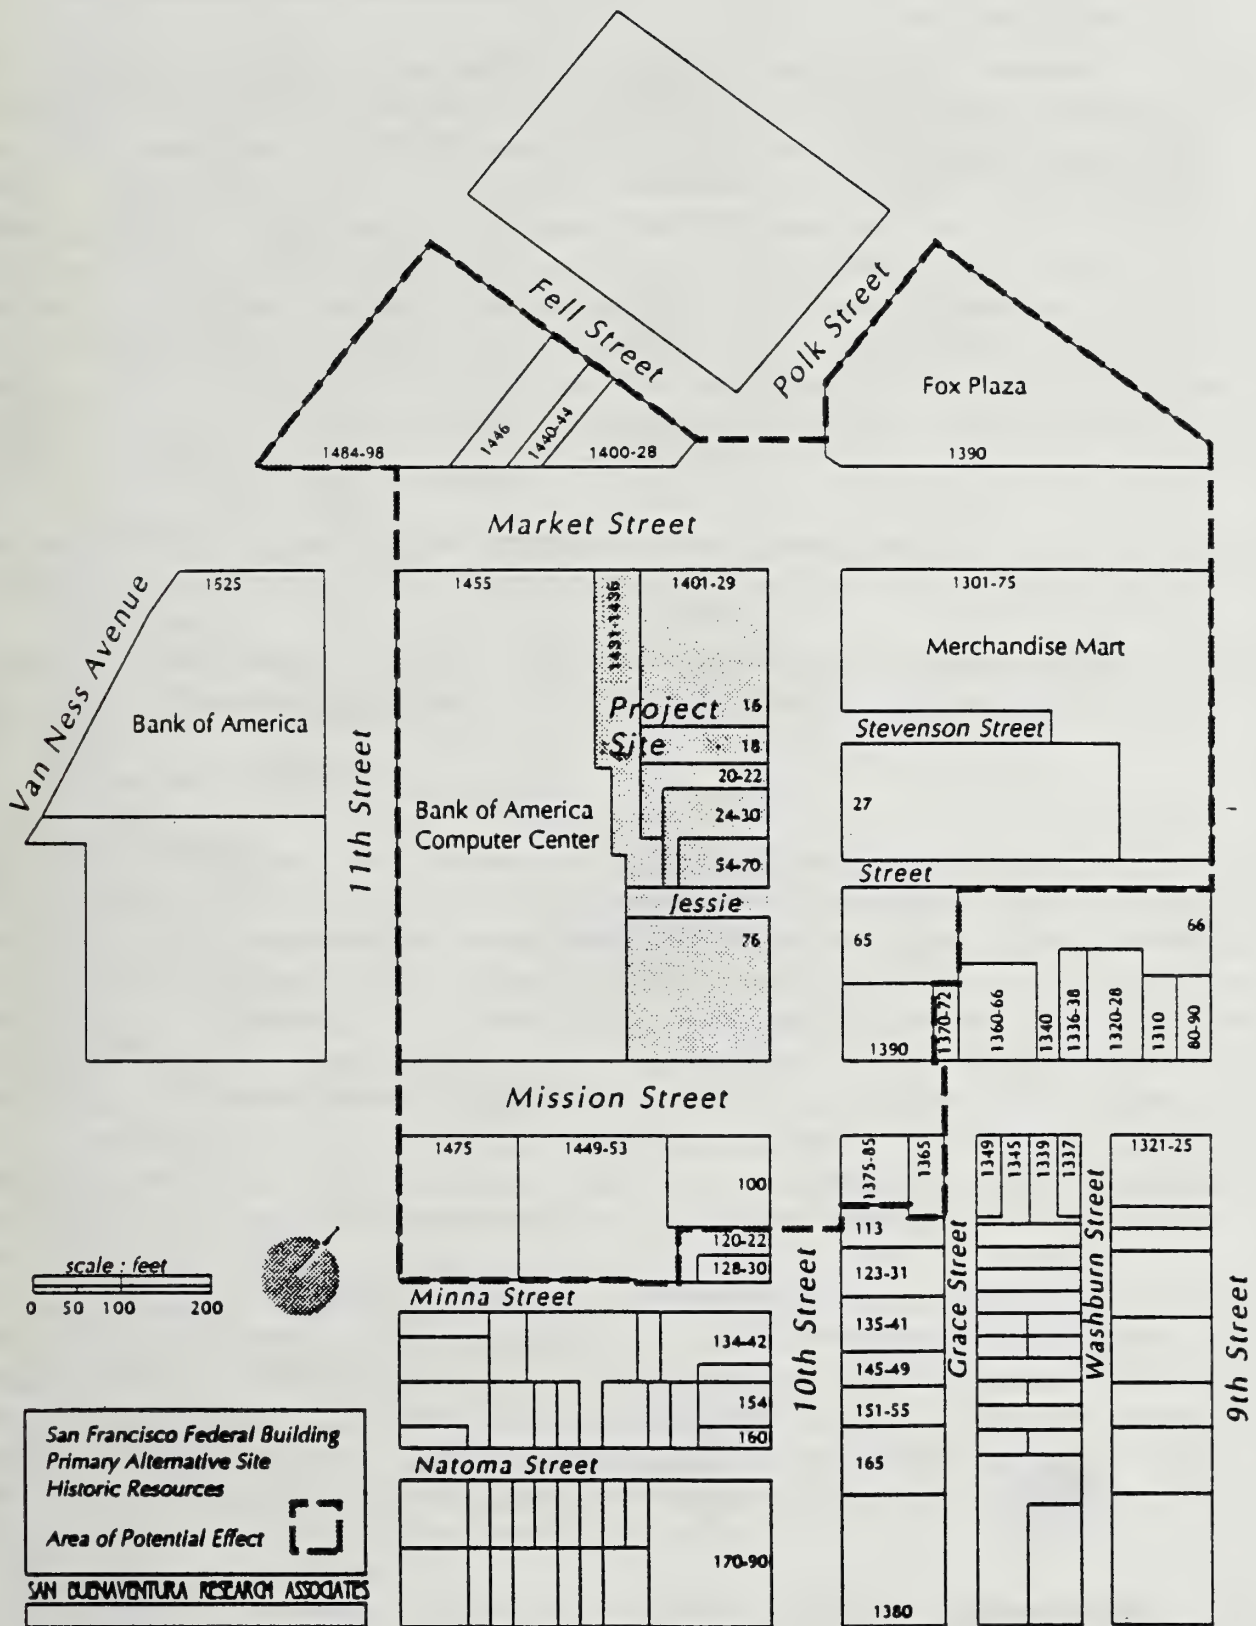 Fell Street
Polk Street
Fox Plaza
1484-98
1446
1440-44
1400-28
1390
Market Street
Van Ness Avenue
1525
Bank of America
11th Street
1455
1401-29
Project
Site
16
18
20-22
24-30
54-70
Bank of America
Computer Center
Jessie
76
1301-75
Merchandise Mart
Stevenson Street
27
Street
65
66
1390
1370-72
1360-66
1340
1336-38
1320-28
1310
80-90
Mission Street
1475
1449-53
100
120-22
128-30
1375-85
1365
1349
1345
1339
1337
1321-25
113
123-31
135-41
145-49
151-55
165
1380
10th Street
Grace Street
Washburn Street
9th Street
scale : feet
0 50 100 200
Minna Street
134-42
154
160
Natoma Street
170-90
San Francisco Federal Building
Primary Alternative Site
Historic Resources
Area of Potential Effect
SAN BUENAVENTURA RESEARCH ASSOCIATES